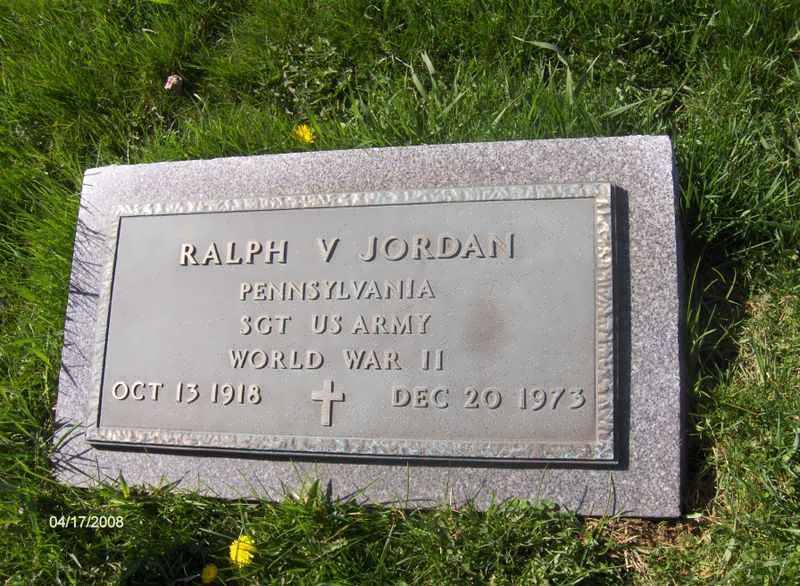 RALPH V JORDAN
PENNSYLVANIA
SGT US ARMY
WORLD WAR II
OCT 13 1918 DEC 20 1973
04/17/2008